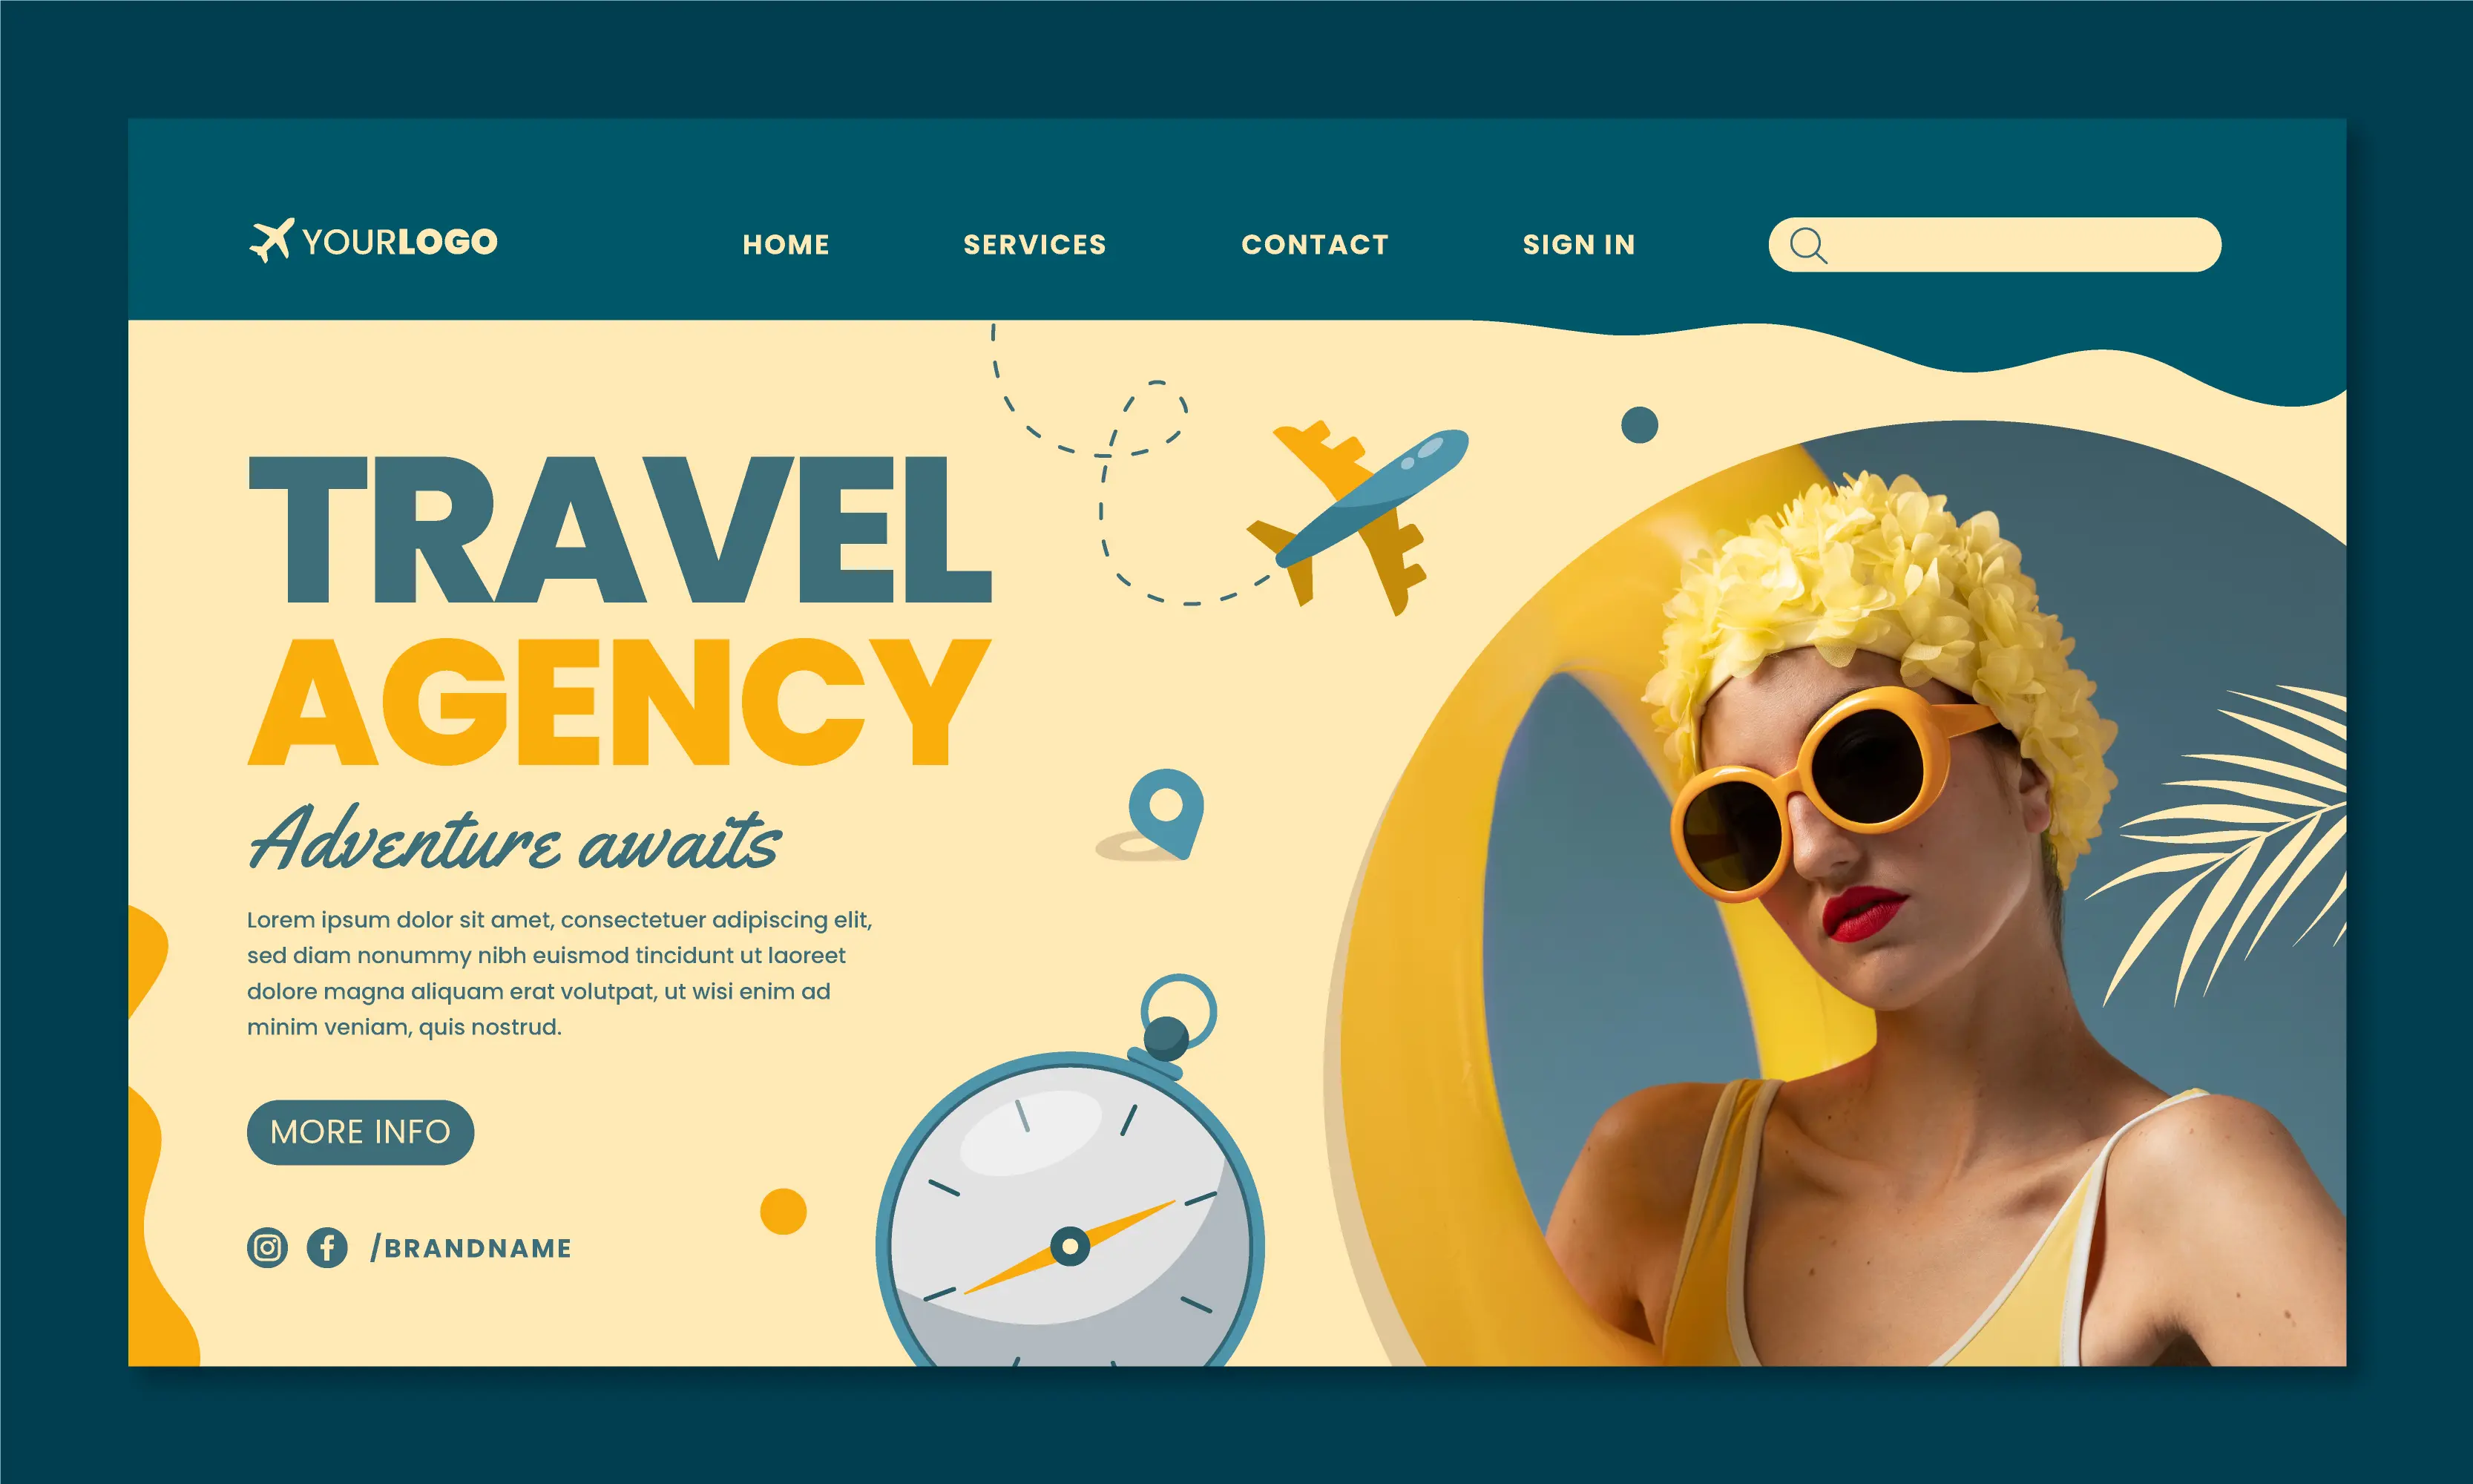 YOURLOGO
HOME
SERVICES
CONTACT
SIGN IN
TRAVEL
AGENCY
Adventure awaits
Lorem ipsum dolor sit amet, consectetuer adipiscing elit,
sed diam nonummy nibh euismod tincidunt ut laoreet
dolore magna aliquam erat volutpat, ut wisi enim ad
minim veniam, quis nostrud.
MORE INFO
/BRANDNAME